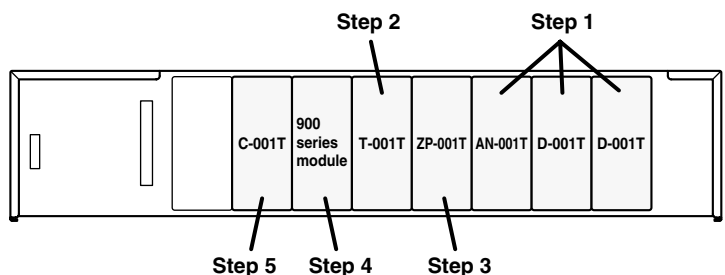 Step 2 Step 1
C-001T 900 series module T-001T ZP-001T AN-001T D-001T D-001T
Step 5 Step 4 Step 3